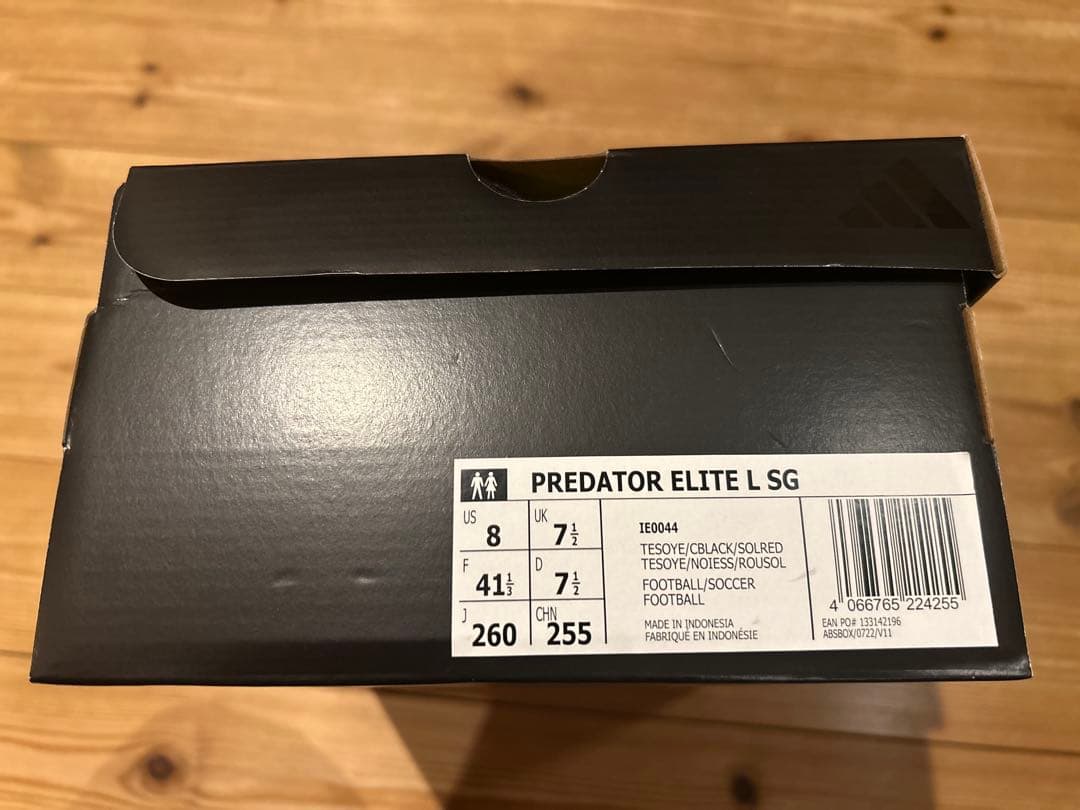 PREDATOR ELITE L SG
US 8
UK 7½
F 41⅓
D 7½
J 260
CHN 255
IE0044
TESOYE/CBLACK/SOLRED
TESOYE/NOIESS/ROUSOL
FOOTBALL/SOCCER
FOOTBALL
MADE IN INDONESIA
FABRIQUÉ EN INDONÉSIE
4 066765 224255
EAN PO# 133142196
ABSBOX/0722/V11